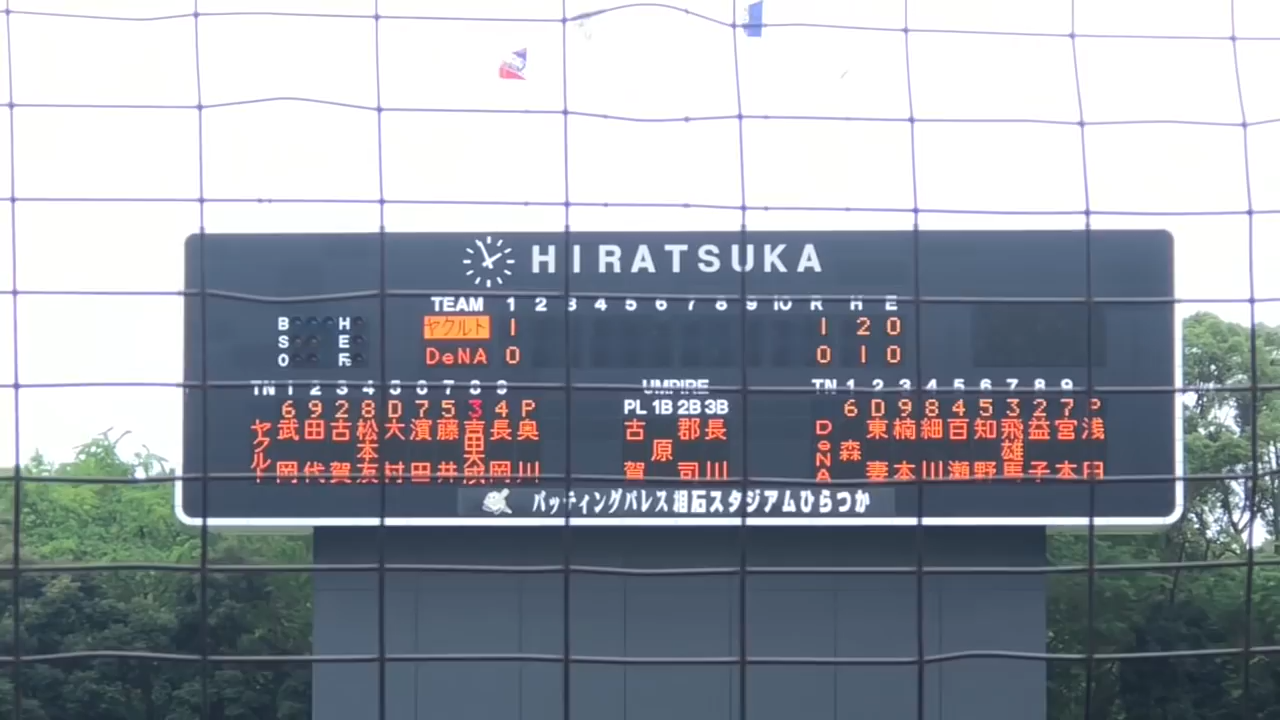 HIRATSUKA
TEAM 1 2 3 4 5 6 7 8 9 10 R H E
B H ヤクルト 1 1 2 0
S E DeNA 0 0 1 0
O Fc
TN 1 2 3 4 5 6 7 8 9 UMPIRE TN 1 2 3 4 5 6 7 8 9
6 9 2 8 D 7 5 3 4 P PL 1B 2B 3B 6 D 9 8 4 5 3 2 7 P
ヤクルト 武岡 田代 古賀 松本友 大村 濱田 藤井 長岡 奥川 古賀 原 郡司 長川 DeNA 森 東妻 楠本 細川 百瀬 知野 飛雄馬 益子 宮本 浅田
バッティングパレス相石スタジアムひらつか